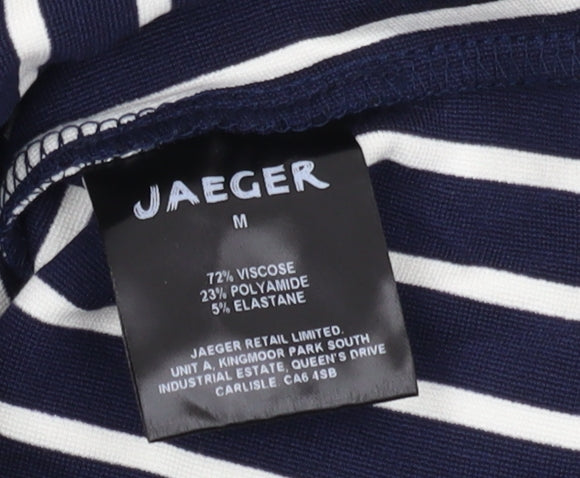 JAEGER
M
72% VISCOSE
23% POLYAMIDE
5% ELASTANE
JAEGER RETAIL LIMITED.
UNIT A, KINGMOOR PARK SOUTH
INDUSTRIAL ESTATE, QUEEN'S DRIVE
CARLISLE. CA6 4SB